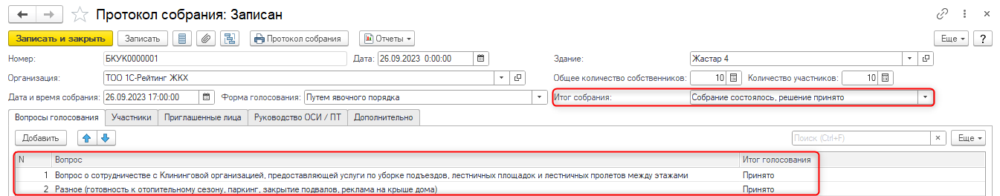 Протокол собрания: Записан
Записать и закрыть Записать Протокол собрания Отчеты Еще ?
Номер: БКУК0000001 Дата: 26.09.2023 0:00:00 Здание: Жастар 4
Организация: ТОО 1С-Рейтинг ЖКХ Общее количество собственников: 10 Количество участников: 10
Дата и время собрания: 26.09.2023 17:00:00 Форма голосования: Путем явочного порядка Итог собрания: Собрание состоялось, решение принято
Вопросы голосования Участники Приглашенные лица Руководство ОСИ / ПТ Дополнительно
Добавить Поиск (Ctrl+F) × Еще
N Вопрос Итог голосования
1 Вопрос о сотрудничестве с Клининговой организацией, предоставляющей услуги по уборке подъездов, лестничных площадок и лестничных пролетов между этажами Принято
2 Разное (готовность к отопительному сезону, паркинг, закрытие подвалов, реклама на крыше дома) Принято